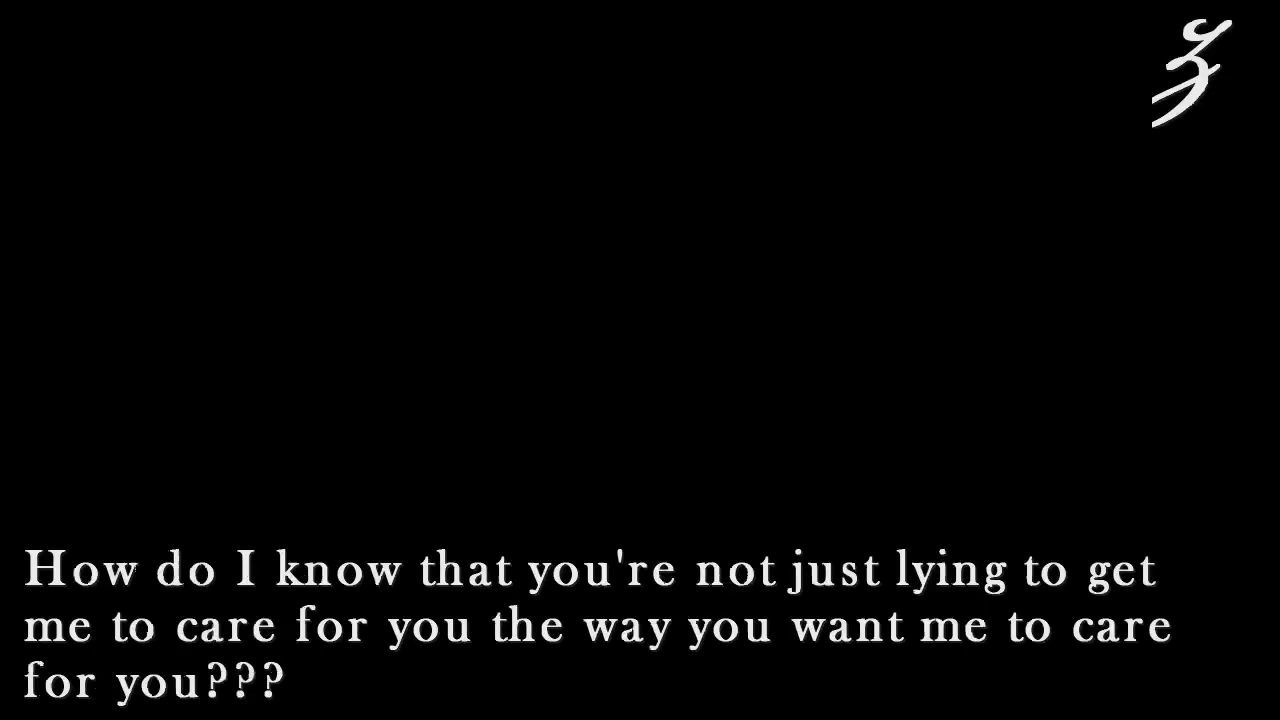 How do I know that you're not just lying to get
me to care for you the way you want me to care
for you???